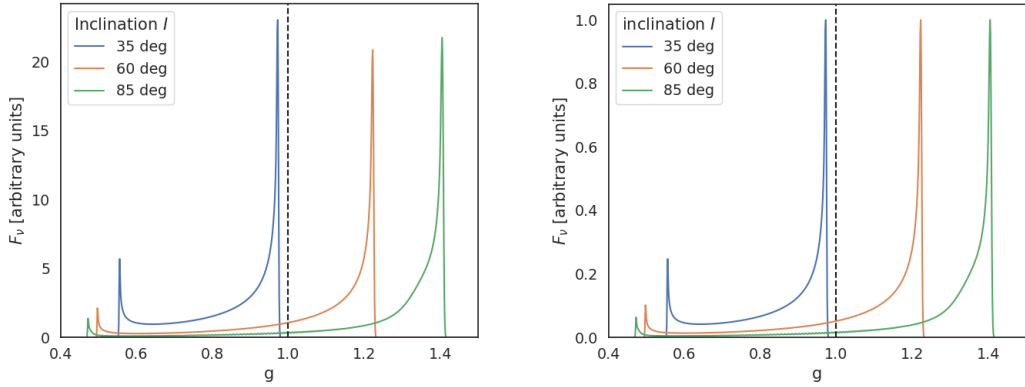 Inclination I
35 deg
60 deg
85 deg
F_ν [arbitrary units]
20
15
10
5
0
0.4 0.6 0.8 1.0 1.2 1.4
g
inclination I
35 deg
60 deg
85 deg
F_ν [arbitrary units]
1.0
0.8
0.6
0.4
0.2
0.0
0.4 0.6 0.8 1.0 1.2 1.4
g